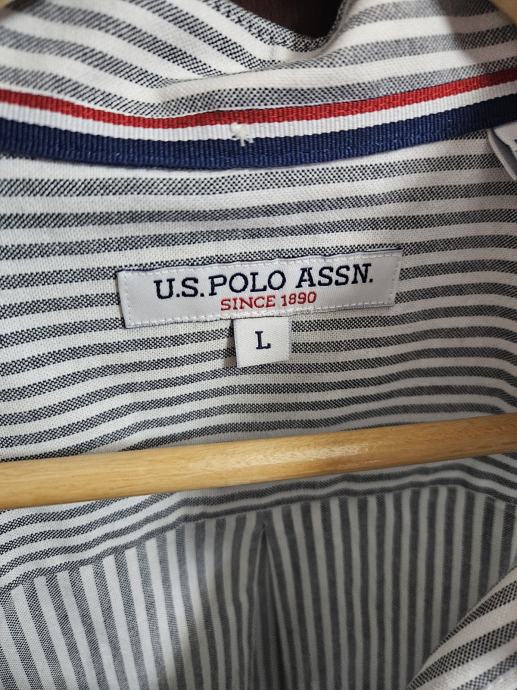 U.S. POLO ASSN.
SINCE 1890
L